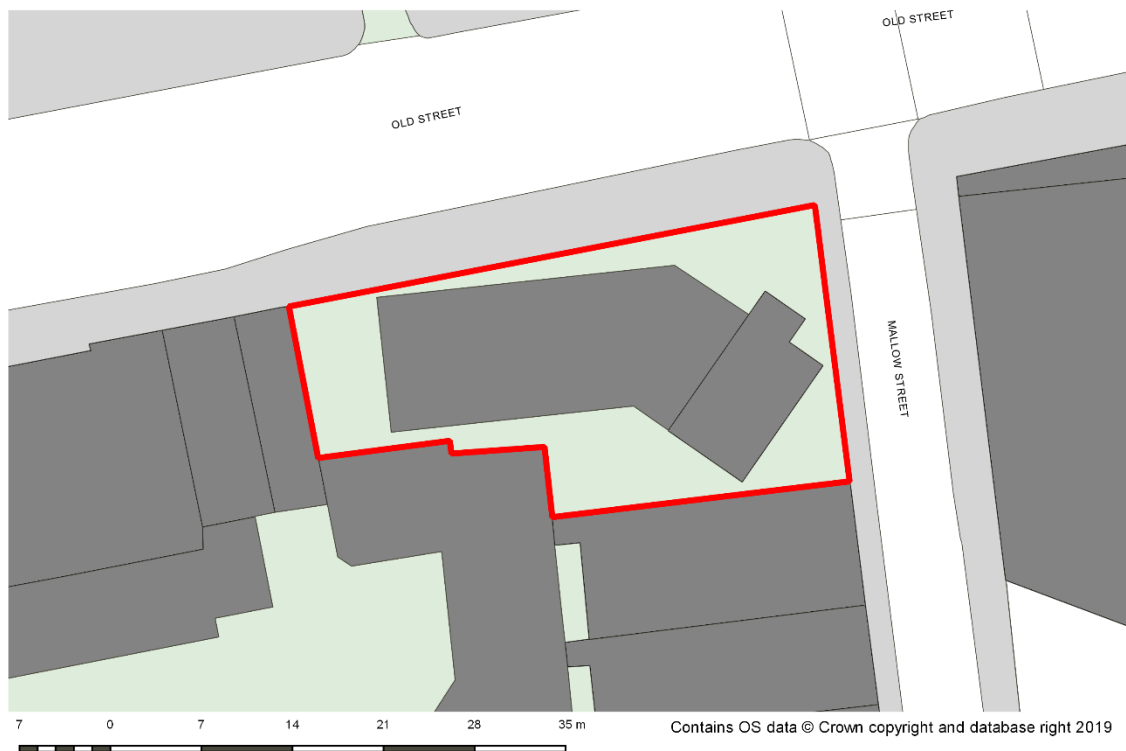 OLD STREET
OLD STREET
MALLOW STREET
7 0 7 14 21 28 35 m
Contains OS data © Crown copyright and database right 2019